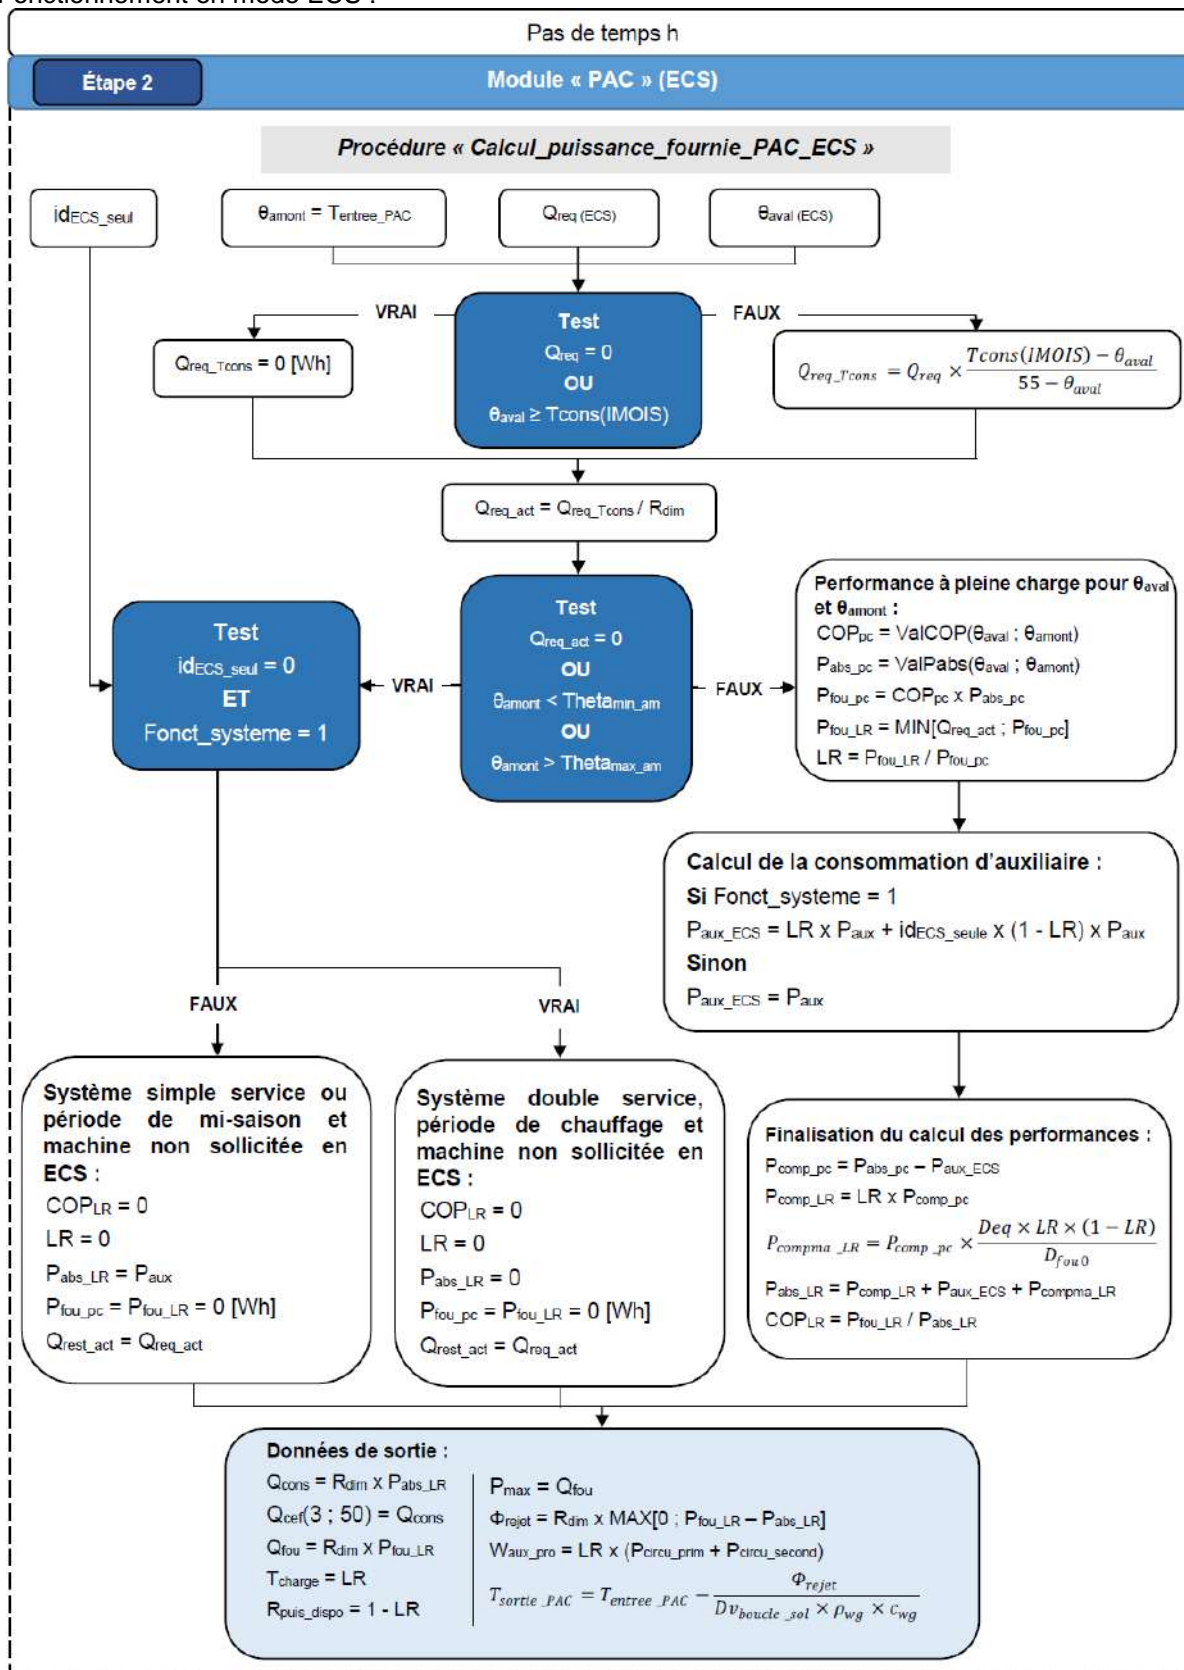 Fonctionnement en mode ECS :
Pas de temps h
Étape 2
Module « PAC » (ECS)
Procédure « Calcul_puissance_fournie_PAC_ECS »
idECS_seul
θamont = Tentree_PAC
Qreq (ECS)
θaval (ECS)
VRAI
FAUX
Test
Qreq = 0
OU
θaval ≥ Tcons(IMOIS)
Qreq_Tcons = 0 [Wh]
Qreq_Tcons = Qreq × (Tcons(IMOIS) − θaval) / (55 − θaval)
Qreq_act = Qreq_Tcons / Rdim
Test
idECS_seul = 0
ET
Fonct_systeme = 1
VRAI
Test
Qreq_act = 0
OU
θamont < Thetamin_am
OU
θamont > Thetamax_am
FAUX
Performance à pleine charge pour θaval
et θamont :
COPpc = ValCOP(θaval ; θamont)
Pabs_pc = ValPabs(θaval ; θamont)
Pfou_pc = COPpc x Pabs_pc
Pfou_LR = MIN[Qreq_act ; Pfou_pc]
LR = Pfou_LR / Pfou_pc
Calcul de la consommation d'auxiliaire :
Si Fonct_systeme = 1
Paux_ECS = LR x Paux + idECS_seule x (1 - LR) x Paux
Sinon
Paux_ECS = Paux
FAUX
VRAI
Système simple service ou
période de mi-saison et
machine non sollicitée en
ECS :
COPLR = 0
LR = 0
Pabs_LR = Paux
Pfou_pc = Pfou_LR = 0 [Wh]
Qrest_act = Qreq_act
Système double service,
période de chauffage et
machine non sollicitée en
ECS :
COPLR = 0
LR = 0
Pabs_LR = 0
Pfou_pc = Pfou_LR = 0 [Wh]
Qrest_act = Qreq_act
Finalisation du calcul des performances :
Pcomp_pc = Pabs_pc – Paux_ECS
Pcomp_LR = LR x Pcomp_pc
Pcompma_LR = Pcomp_pc × (Deq × LR × (1 − LR)) / Dfou0
Pabs_LR = Pcomp_LR + Paux_ECS + Pcompma_LR
COPLR = Pfou_LR / Pabs_LR
Données de sortie :
Qcons = Rdim x Pabs_LR
Qcef(3 ; 50) = Qcons
Qfou = Rdim x Pfou_LR
Tcharge = LR
Rpuis_dispo = 1 - LR
Pmax = Qfou
Φrejet = Rdim x MAX[0 ; Pfou_LR – Pabs_LR]
Waux_pro = LR x (Pcircu_prim + Pcircu_second)
Tsortie_PAC = Tentree_PAC − Φrejet / (Dvboucle_sol × ρwg × cwg)